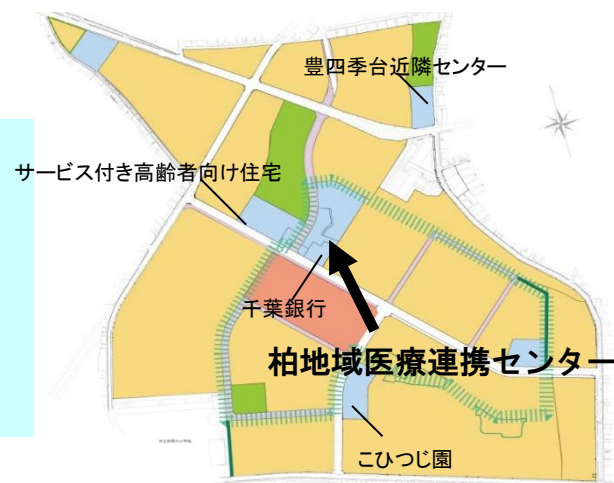 豊四季台近隣センター
サービス付き高齢者向け住宅
千葉銀行
柏地域医療連携センター
こひつじ園